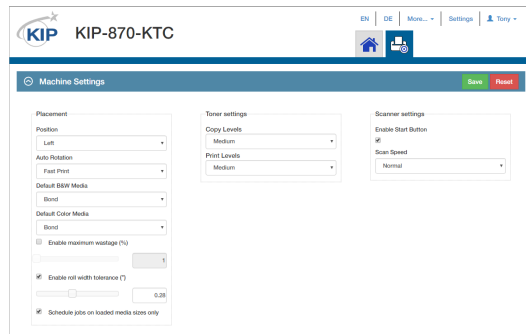 EN DE More... Settings Tony
KIP KIP-870-KTC
Machine Settings Save Reset
Placement Toner settings Scanner settings
Position Copy Levels Enable Start Button
Left Medium
Auto Rotation Print Levels Scan Speed
Fast Print Medium Normal
Default B&W Media
Bond
Default Color Media
Bond
Enable maximum wastage (%)
1
Enable roll width tolerance (")
0.28
Schedule jobs on loaded media sizes only